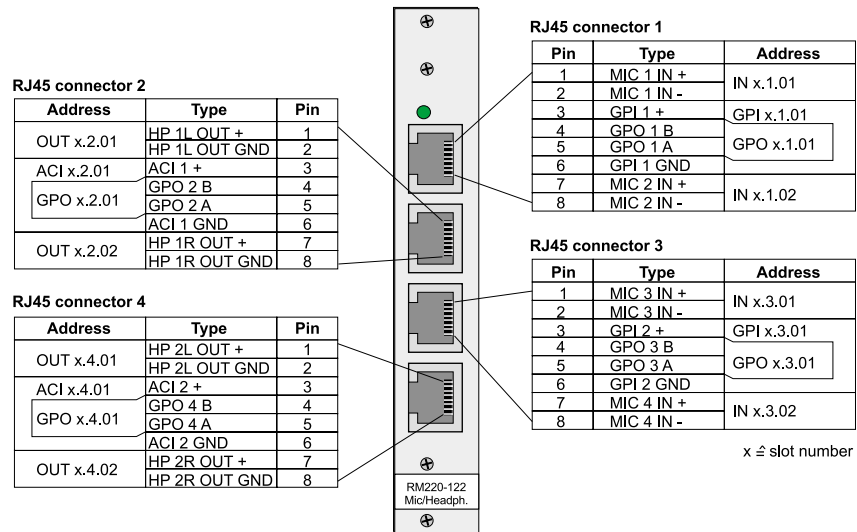 RJ45 connector 1
Pin Type Address
1 MIC 1 IN + IN x.1.01
2 MIC 1 IN -
3 GPI 1 + GPI x.1.01
4 GPO 1 B GPO x.1.01
5 GPO 1 A
6 GPI 1 GND
7 MIC 2 IN + IN x.1.02
8 MIC 2 IN -
RJ45 connector 2
Address Type Pin
OUT x.2.01 HP 1L OUT + 1
HP 1L OUT GND 2
ACI x.2.01 ACI 1 + 3
GPO x.2.01 GPO 2 B 4
GPO 2 A 5
ACI 1 GND 6
OUT x.2.02 HP 1R OUT + 7
HP 1R OUT GND 8
RJ45 connector 3
Pin Type Address
1 MIC 3 IN + IN x.3.01
2 MIC 3 IN -
3 GPI 2 + GPI x.3.01
4 GPO 3 B GPO x.3.01
5 GPO 3 A
6 GPI 2 GND
7 MIC 4 IN + IN x.3.02
8 MIC 4 IN -
RJ45 connector 4
Address Type Pin
OUT x.4.01 HP 2L OUT + 1
HP 2L OUT GND 2
ACI x.4.01 ACI 2 + 3
GPO x.4.01 GPO 4 B 4
GPO 4 A 5
ACI 2 GND 6
OUT x.4.02 HP 2R OUT + 7
HP 2R OUT GND 8
x ≙ slot number
RM220-122
Mic/Headph.